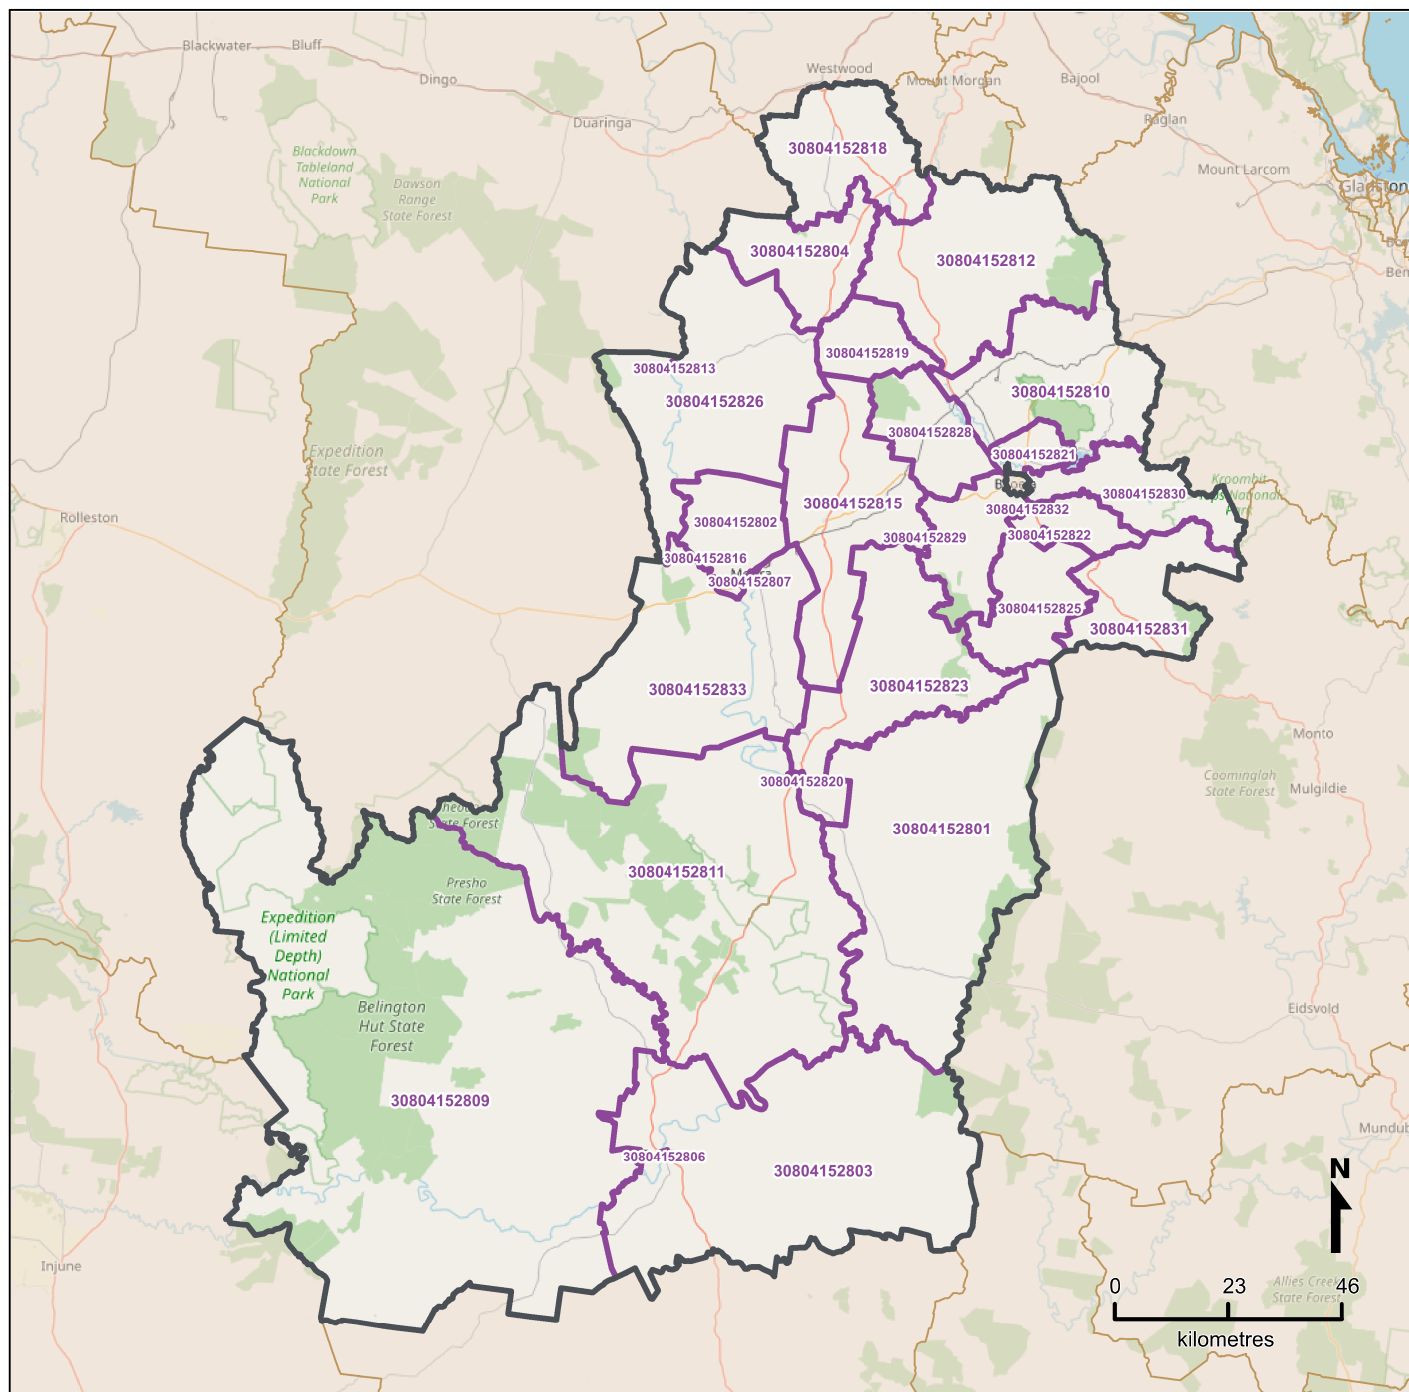 Blackwater
Bluff
Dingo
Westwood
Mount Morgan
Bajool
Duaringa
Raglan
Mount Larcom
30804152818
Blackdown
Tableland
National
Park
Dawson
Range
State Forest
30804152804
30804152812
30804152819
30804152813
30804152826
30804152810
30804152828
30804152821
Expedition
State Forest
Rolleston
30804152802
30804152815
30804152830
30804152832
30804152822
30804152829
30804152816
30804152807
30804152825
30804152831
30804152833
30804152823
Monto
Coominglah
State Forest
Mulgildie
30804152820
State Forest
30804152801
30804152811
Presho
State Forest
Expedition
(Limited
Depth)
National
Park
Belington
Hut State
Forest
Eidsvold
30804152809
30804152806
30804152803
N
Injune
Allies Creek
State Forest
0 23 46
kilometres